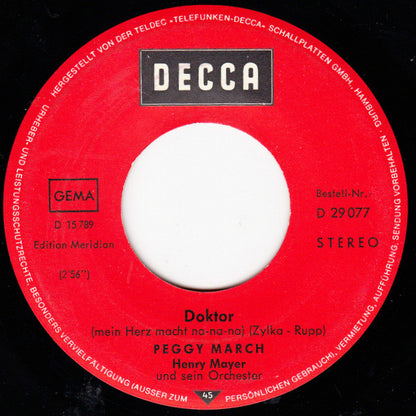 HERGESTELLT VON DER TELDEC »TELEFUNKEN-DECCA« SCHALLPLATTEN GMBH, HAMBURG
URHEBER- UND LEISTUNGSSCHUTZRECHTE, BESONDERS VERVIELFÄLTIGUNG (AUSSER ZUM PERSÖNLICHEN GEBRAUCH), VERMIETUNG, AUFFÜHRUNG, SENDUNG VORBEHALTEN.
DECCA
GEMA
D 15 789
Edition Meridian
(2'56")
Bestell-Nr.
D 29 077
STEREO
Doktor
(mein Herz macht na-na-na) (Zylka - Rupp)
PEGGY MARCH
Henry Mayer
und sein Orchester
45